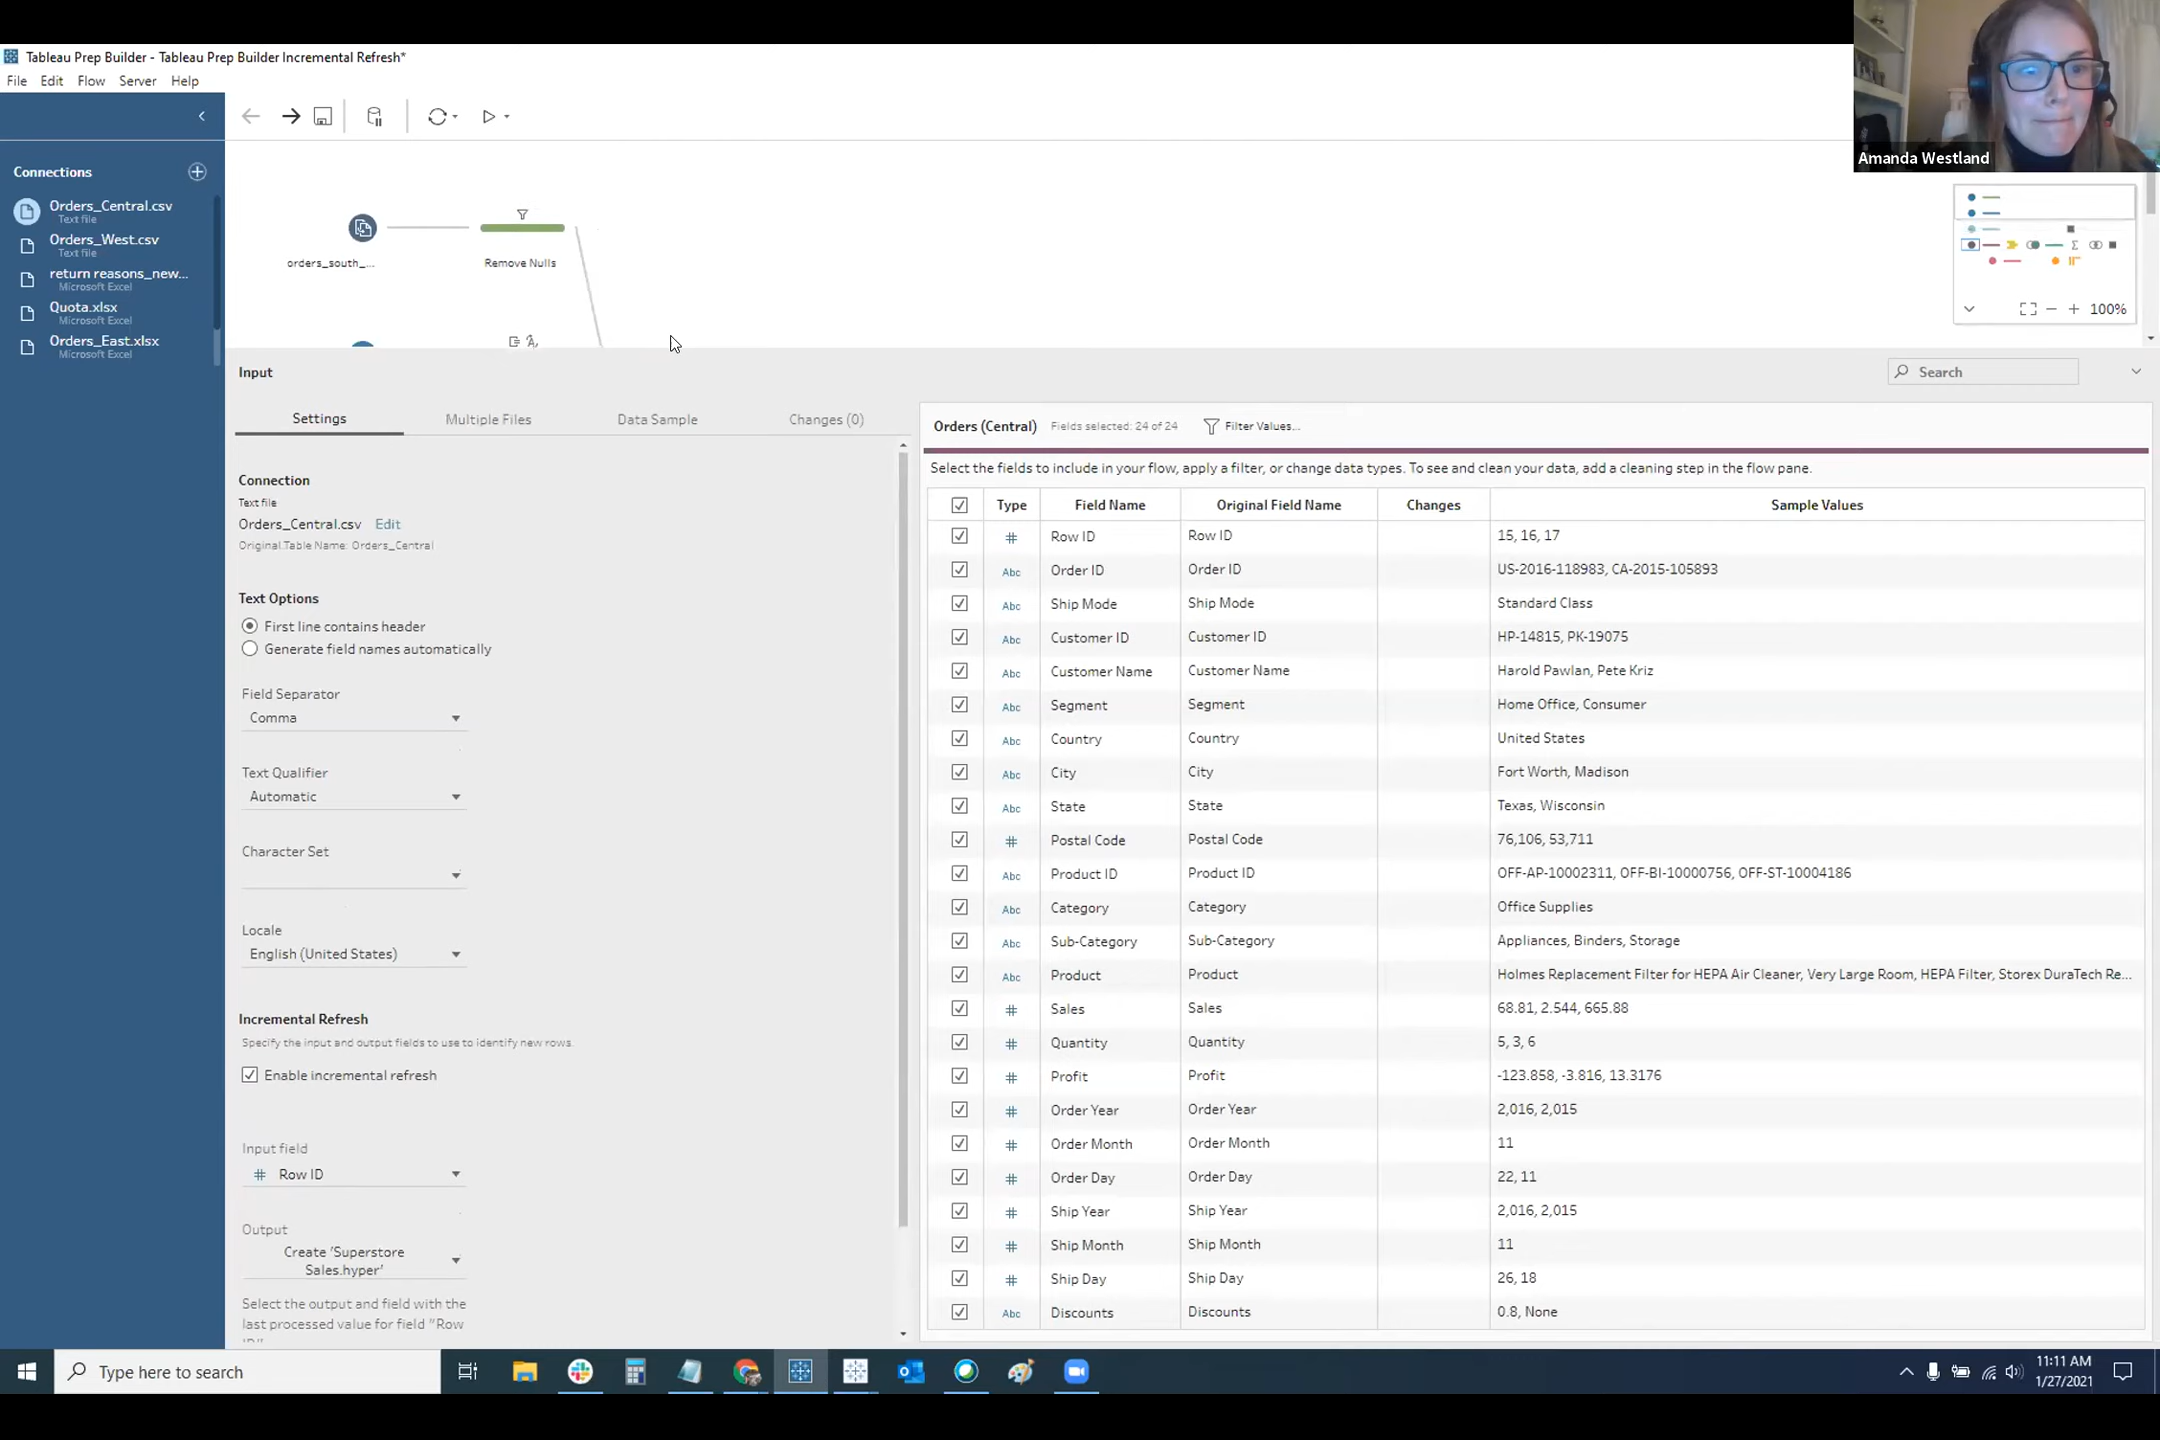 Tableau Prep Builder - Tableau Prep Builder Incremental Refresh*
File Edit Flow Server Help
Amanda Westland
Connections
Orders_Central.csv
Text file
Orders_West.csv
Text file
return reasons_new...
Microsoft Excel
Quota.xlsx
Microsoft Excel
Orders_East.xlsx
Microsoft Excel
orders_south_...
Remove Nulls
100%
Input
Search
Settings Multiple Files Data Sample Changes (0)
Connection
Text file
Orders_Central.csv Edit
Original Table Name: Orders_Central
Text Options
First line contains header
Generate field names automatically
Field Separator
Comma
Text Qualifier
Automatic
Character Set
Locale
English (United States)
Incremental Refresh
Specify the input and output fields to use to identify new rows.
Enable incremental refresh
Input field
# Row ID
Output
Create 'Superstore
Sales.hyper'
Select the output and field with the
last processed value for field "Row
Orders (Central) Fields selected: 24 of 24 Filter Values...
Select the fields to include in your flow, apply a filter, or change data types. To see and clean your data, add a cleaning step in the flow pane.
Type Field Name Original Field Name Changes Sample Values
# Row ID Row ID 15, 16, 17
Abc Order ID Order ID US-2016-118983, CA-2015-105893
Abc Ship Mode Ship Mode Standard Class
Abc Customer ID Customer ID HP-14815, PK-19075
Abc Customer Name Customer Name Harold Pawlan, Pete Kriz
Abc Segment Segment Home Office, Consumer
Abc Country Country United States
Abc City City Fort Worth, Madison
Abc State State Texas, Wisconsin
# Postal Code Postal Code 76,106, 53,711
Abc Product ID Product ID OFF-AP-10002311, OFF-BI-10000756, OFF-ST-10004186
Abc Category Category Office Supplies
Abc Sub-Category Sub-Category Appliances, Binders, Storage
Abc Product Product Holmes Replacement Filter for HEPA Air Cleaner, Very Large Room, HEPA Filter, Storex DuraTech Re...
# Sales Sales 68.81, 2.544, 665.88
# Quantity Quantity 5, 3, 6
# Profit Profit -123.858, -3.816, 13.3176
# Order Year Order Year 2,016, 2,015
# Order Month Order Month 11
# Order Day Order Day 22, 11
# Ship Year Ship Year 2,016, 2,015
# Ship Month Ship Month 11
# Ship Day Ship Day 26, 18
Abc Discounts Discounts 0.8, None
Type here to search
11:11 AM
1/27/2021